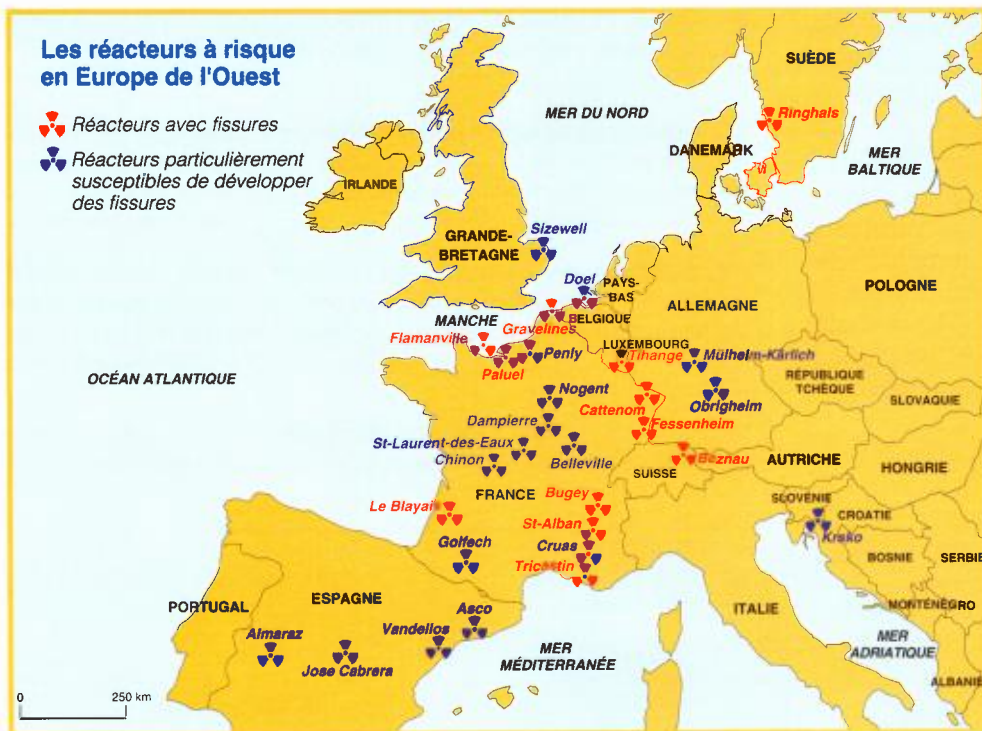 Les réacteurs à risque
en Europe de l'Ouest
Réacteurs avec fissures
Réacteurs particulièrement
susceptibles de développer
des fissures
SUÈDE
Ringhals
MER DU NORD
DANEMARK
MER
BALTIQUE
IRLANDE
GRANDE-
BRETAGNE
Sizewell
Doel
PAYS-
BAS
BELGIQUE
ALLEMAGNE
POLOGNE
MANCHE
Gravelines
Flamanville
Paluel
Penly
LUXEMBOURG
Tihange
Mülheim-Kärlich
OCÉAN ATLANTIQUE
RÉPUBLIQUE
TCHÈQUE
SLOVAQUIE
Nogent
Cattenom
Obrigheim
Dampierre
Fessenheim
St-Laurent-des-Eaux
Chinon
Belleville
SUISSE
Beznau
AUTRICHE
HONGRIE
FRANCE
Le Blayais
Bugey
St-Alban
SLOVENIE
CROATIE
Krsko
Golfech
Cruas
Tricastin
BOSNIE
SERBIE
PORTUGAL
ESPAGNE
Asco
ITALIE
MONTÉNÉGRO
Almaraz
Jose Cabrera
Vandellos
MER
MÉDITERRANÉE
MER
ADRIATIQUE
ALBANIE
0 250 km